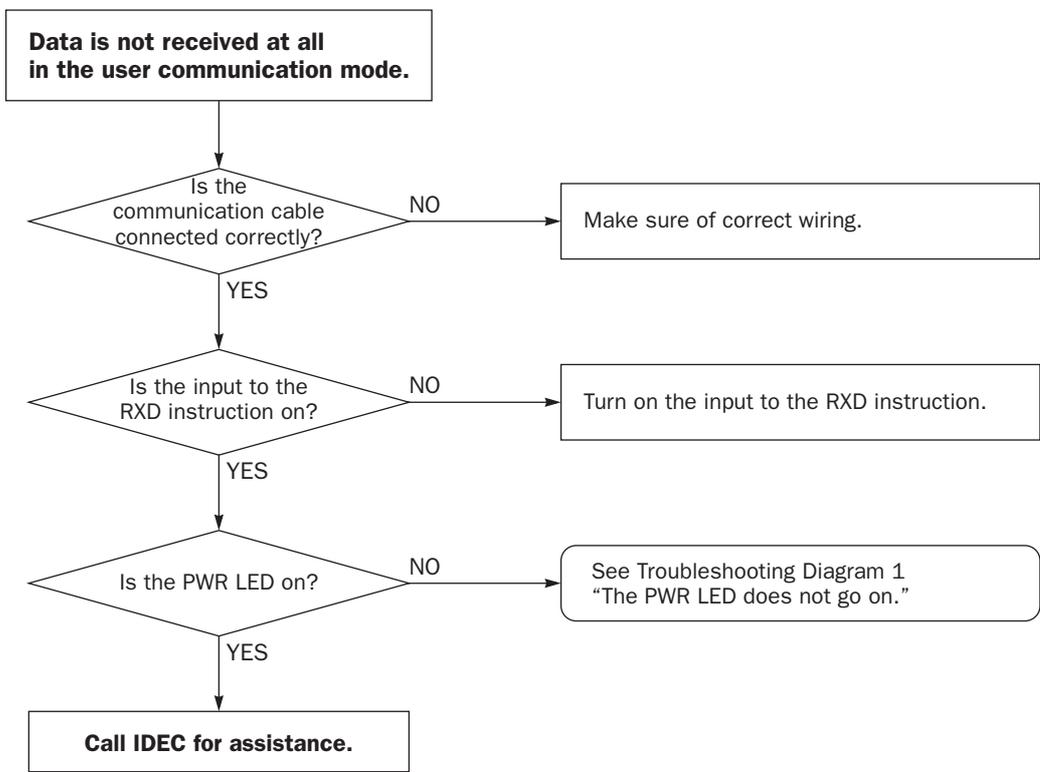 Data is not received at all
in the user communication mode.
Is the
communication cable
connected correctly?
NO
Make sure of correct wiring.
YES
Is the input to the
RXD instruction on?
NO
Turn on the input to the RXD instruction.
YES
Is the PWR LED on?
NO
See Troubleshooting Diagram 1
“The PWR LED does not go on.”
YES
Call IDEC for assistance.